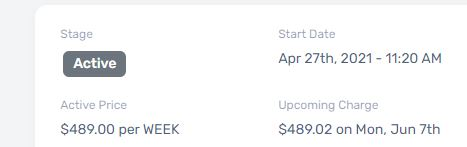 Stage
Start Date
Active
Apr 27th, 2021 - 11:20 AM
Active Price
Upcoming Charge
$489.00 per WEEK
$489.02 on Mon, Jun 7th